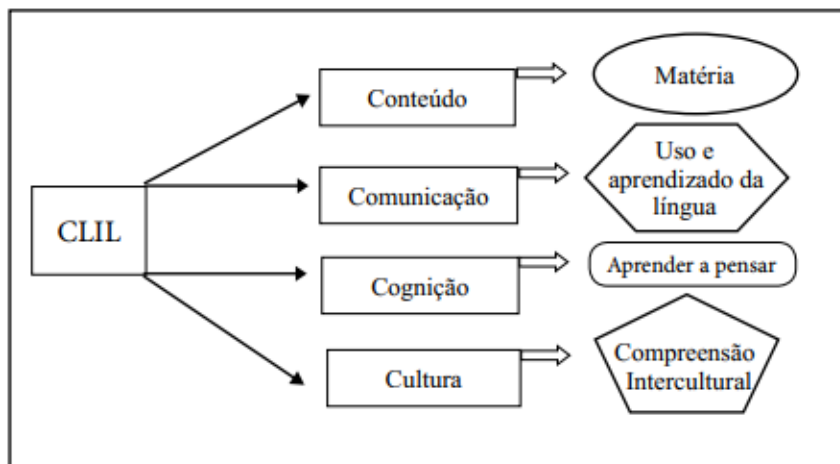 CLIL
Conteúdo
Matéria
Comunicação
Uso e
aprendizado da
língua
Cognição
Aprender a pensar
Cultura
Compreensão
Intercultural